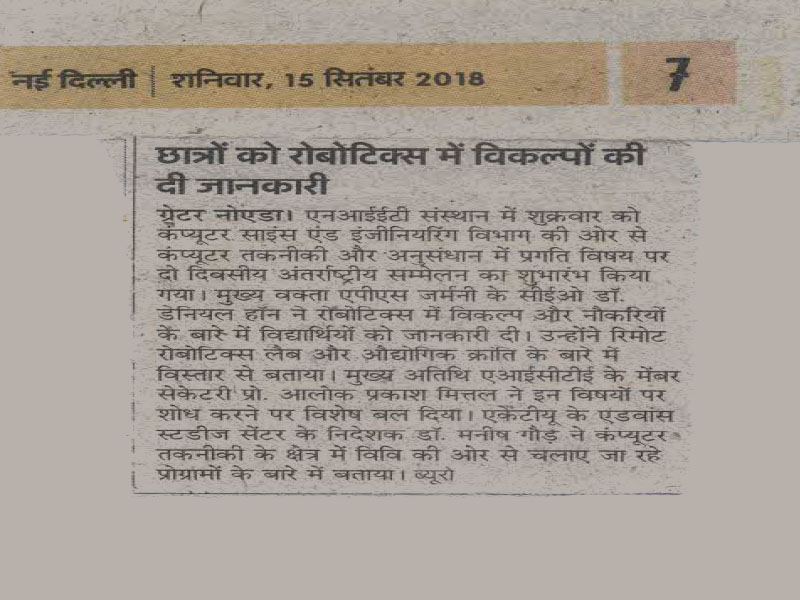 नई दिल्ली | शनिवार, 15 सितंबर 2018
7
छात्रों को रोबोटिक्स में विकल्पों की
दी जानकारी
ग्रेटर नोएडा। एनआईईटी संस्थान में शुक्रवार को
कंप्यूटर साइंस एंड इंजीनियरिंग विभाग की ओर से
कंप्यूटर तकनीकी और अनुसंधान में प्रगति विषय पर
दो दिवसीय अंतर्राष्ट्रीय सम्मेलन का शुभारंभ किया
गया। मुख्य वक्ता एपीएस जर्मनी के सीईओ डॉ.
डेनियल हॉन ने रोबोटिक्स में विकल्प और नौकरियों
के बारे में विद्यार्थियों को जानकारी दी। उन्होंने रिमोट
रोबोटिक्स लैब और औद्योगिक क्रांति के बारे में
विस्तार से बताया। मुख्य अतिथि एआईसीटीई के मेंबर
सेकेटरी प्रो. आलोक प्रकाश मित्तल ने इन विषयों पर
शोध करने पर विशेष बल दिया। एकेटीयू के एडवांस
स्टडीज सेंटर के निदेशक डॉ. मनीष गौड़ ने कंप्यूटर
तकनीकी के क्षेत्र में विवि की ओर से चलाए जा रहे
प्रोग्रामों के बारे में बताया। ब्यूरो